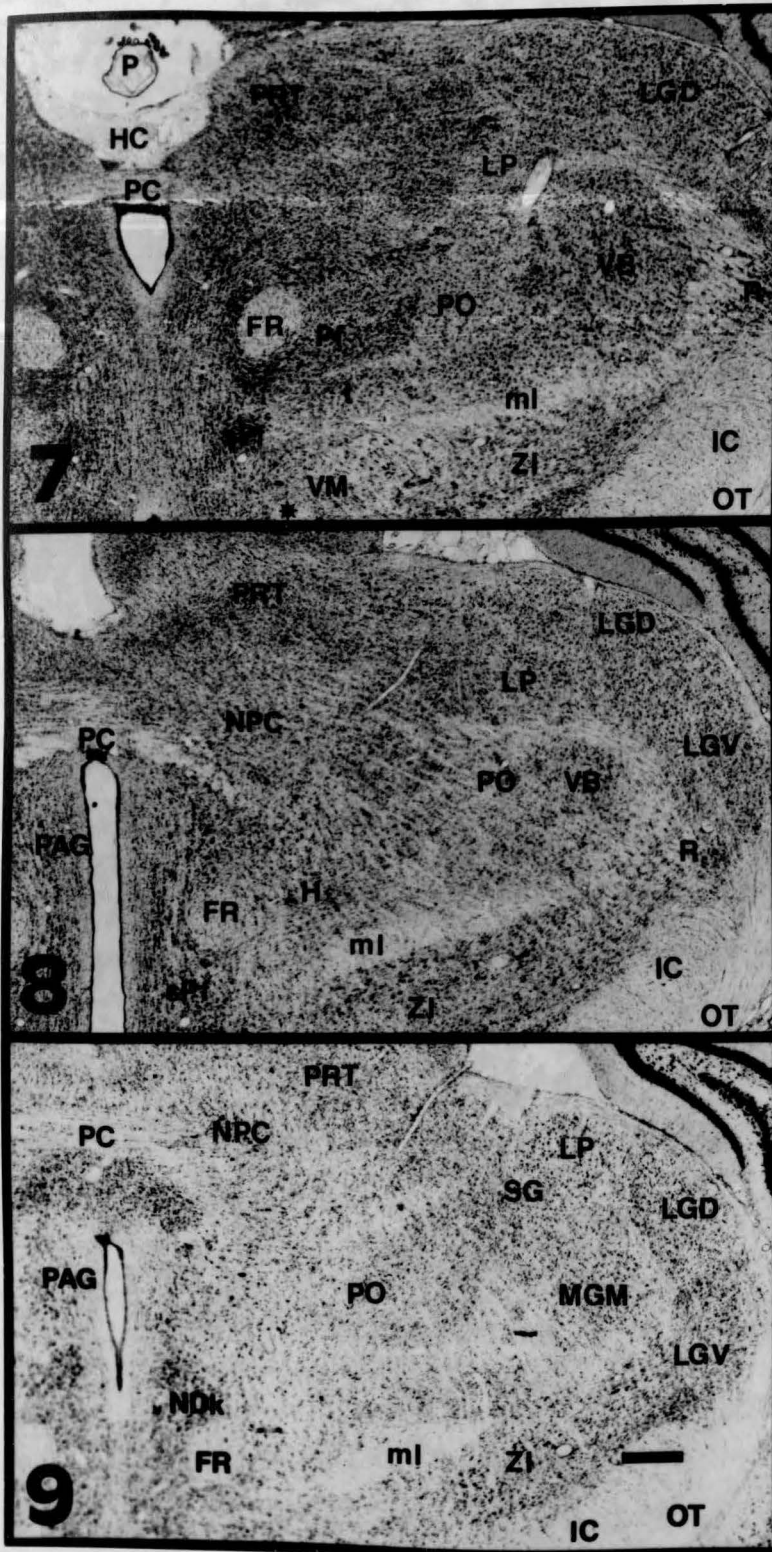 P
PRT
LGD
HC
LP
PC
VB
R
PO
FR
Pf
ml
IC
ZI
7
VM
*
OT
PRT
LGD
LP
NPC
LGV
PC
PO
VB
PAG
R
H
FR
ml
IC
8
sPf
ZI
OT
PRT
NPC
PC
LP
SG
LGD
PAG
PO
MGM
LGV
NDk
FR
ml
ZI
9
OT
IC